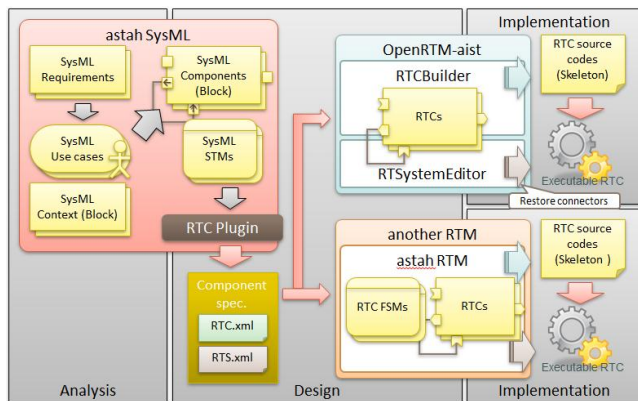 astah SysML
SysML
Requirements
SysML
Components
(Block)
SysML
Use cases
SysML
STMs
SysML
Context (Block)
RTC Plugin
Component
spec.
RTC.xml
RTS.xml
Analysis
Design
OpenRTM-aist
RTCBuilder
RTCs
RTSystemEditor
Implementation
RTC source
codes
(Skeleton)
Executable RTC
Restore connectors
another RTM
astah RTM
RTC FSMs
RTCs
RTC source
codes
(Skeleton )
Executable RTC
Implementation